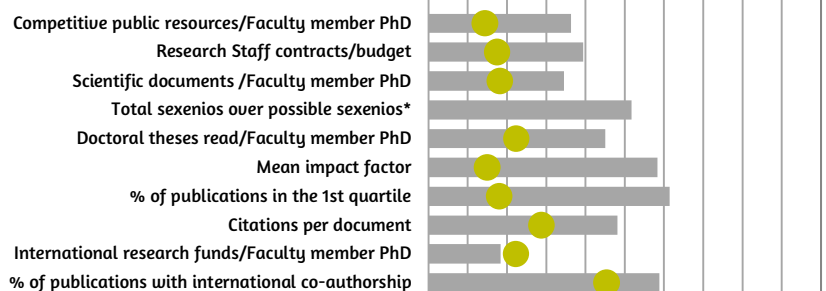 Competitive public resources/Faculty member PhD
Research Staff contracts/budget
Scientific documents /Faculty member PhD
Total sexenios over possible sexenios*
Doctoral theses read/Faculty member PhD
Mean impact factor
% of publications in the 1st quartile
Citations per document
International research funds/Faculty member PhD
% of publications with international co-authorship